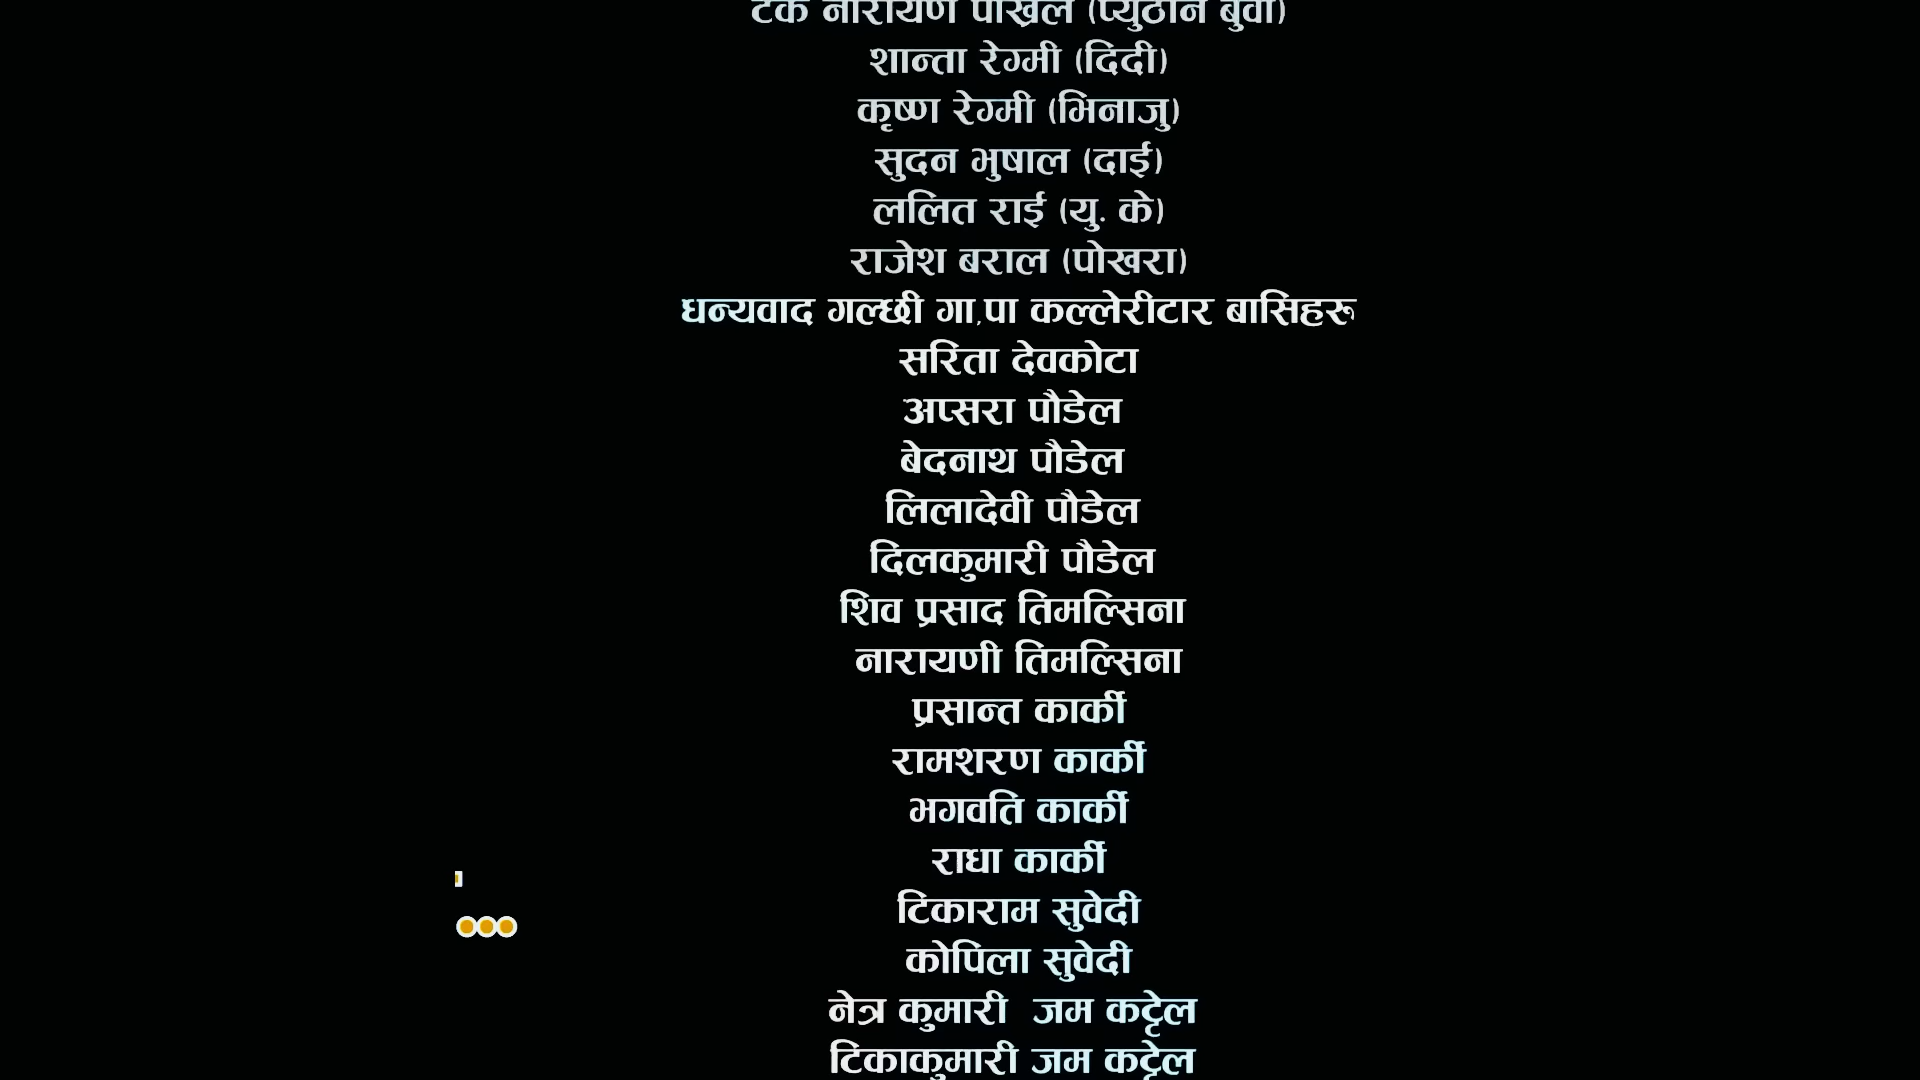 टेक नारायण पोख्रेल (प्युठान बुवा)
शान्ता रेग्मी (दिदी)
कृष्ण रेग्मी (भिनाजु)
सुदन भुषाल (दाई)
ललित राई (यु. के)
राजेश बराल (पोखरा)
धन्यवाद गल्छी गा,पा कल्लेरीटार बासिहरु
सरिता देवकोटा
अप्सरा पौडेल
बेदनाथ पौडेल
लिलादेवी पौडेल
दिलकुमारी पौडेल
शिव प्रसाद तिमल्सिना
नारायणी तिमल्सिना
प्रसान्त कार्की
रामशरण कार्की
भगवति कार्की
राधा कार्की
टिकाराम सुवेदी
कोपिला सुवेदी
नेत्र कुमारी जम कट्टेल
टिकाकुमारी जम कट्टेल